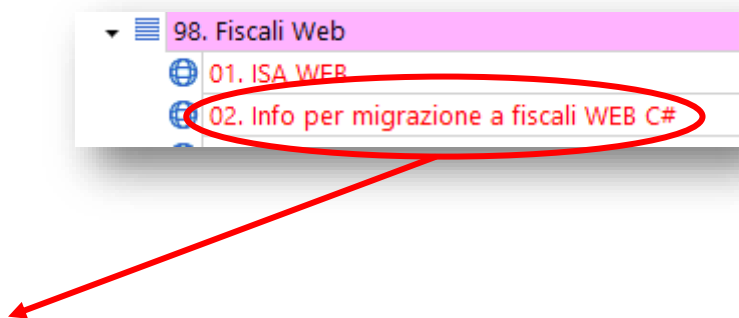 98. Fiscali Web
01. ISA WEB
02. Info per migrazione a fiscali WEB C#